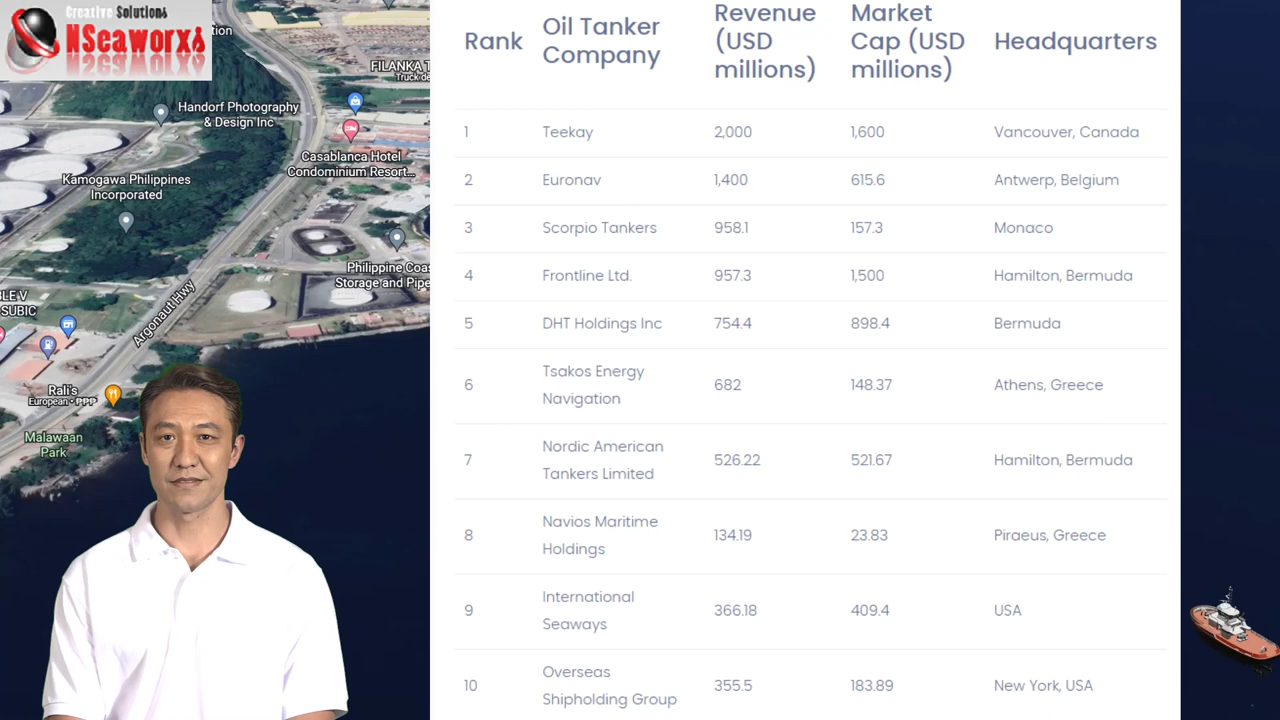 Creative Solutions
NSeaworxs
tion
FILANKA T
Truck de
Handorf Photography
& Design Inc
Casablanca Hotel
Condominium Resort...
Kamogawa Philippines
Incorporated
Philippine Coas
Storage and Pipe
BLE V
SUBIC
Argonaut Hwy
Rali's
European • ₱₱₱
Malawaan
Park
Rank
Oil Tanker
Company
Revenue
(USD
millions)
Market
Cap (USD
millions)
Headquarters
1 Teekay 2,000 1,600 Vancouver, Canada
2 Euronav 1,400 615.6 Antwerp, Belgium
3 Scorpio Tankers 958.1 157.3 Monaco
4 Frontline Ltd. 957.3 1,500 Hamilton, Bermuda
5 DHT Holdings Inc 754.4 898.4 Bermuda
6 Tsakos Energy
Navigation 682 148.37 Athens, Greece
7 Nordic American
Tankers Limited 526.22 521.67 Hamilton, Bermuda
8 Navios Maritime
Holdings 134.19 23.83 Piraeus, Greece
9 International
Seaways 366.18 409.4 USA
10 Overseas
Shipholding Group 355.5 183.89 New York, USA